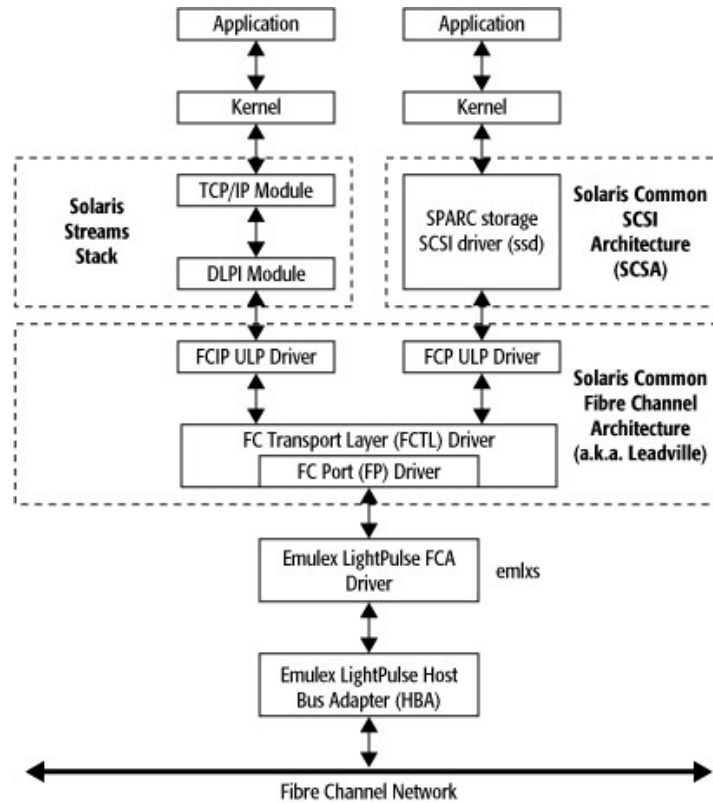 Application
Application
Kernel
Kernel
Solaris
Streams
Stack
TCP/IP Module
DLPI Module
SPARC storage
SCSI driver (ssd)
Solaris Common
SCSI
Architecture
(SCSA)
FCIP ULP Driver
FCP ULP Driver
Solaris Common
Fibre Channel
Architecture
(a.k.a. Leadville)
FC Transport Layer (FCTL) Driver
FC Port (FP) Driver
Emulex LightPulse FCA
Driver
emlxs
Emulex LightPulse Host
Bus Adapter (HBA)
Fibre Channel Network